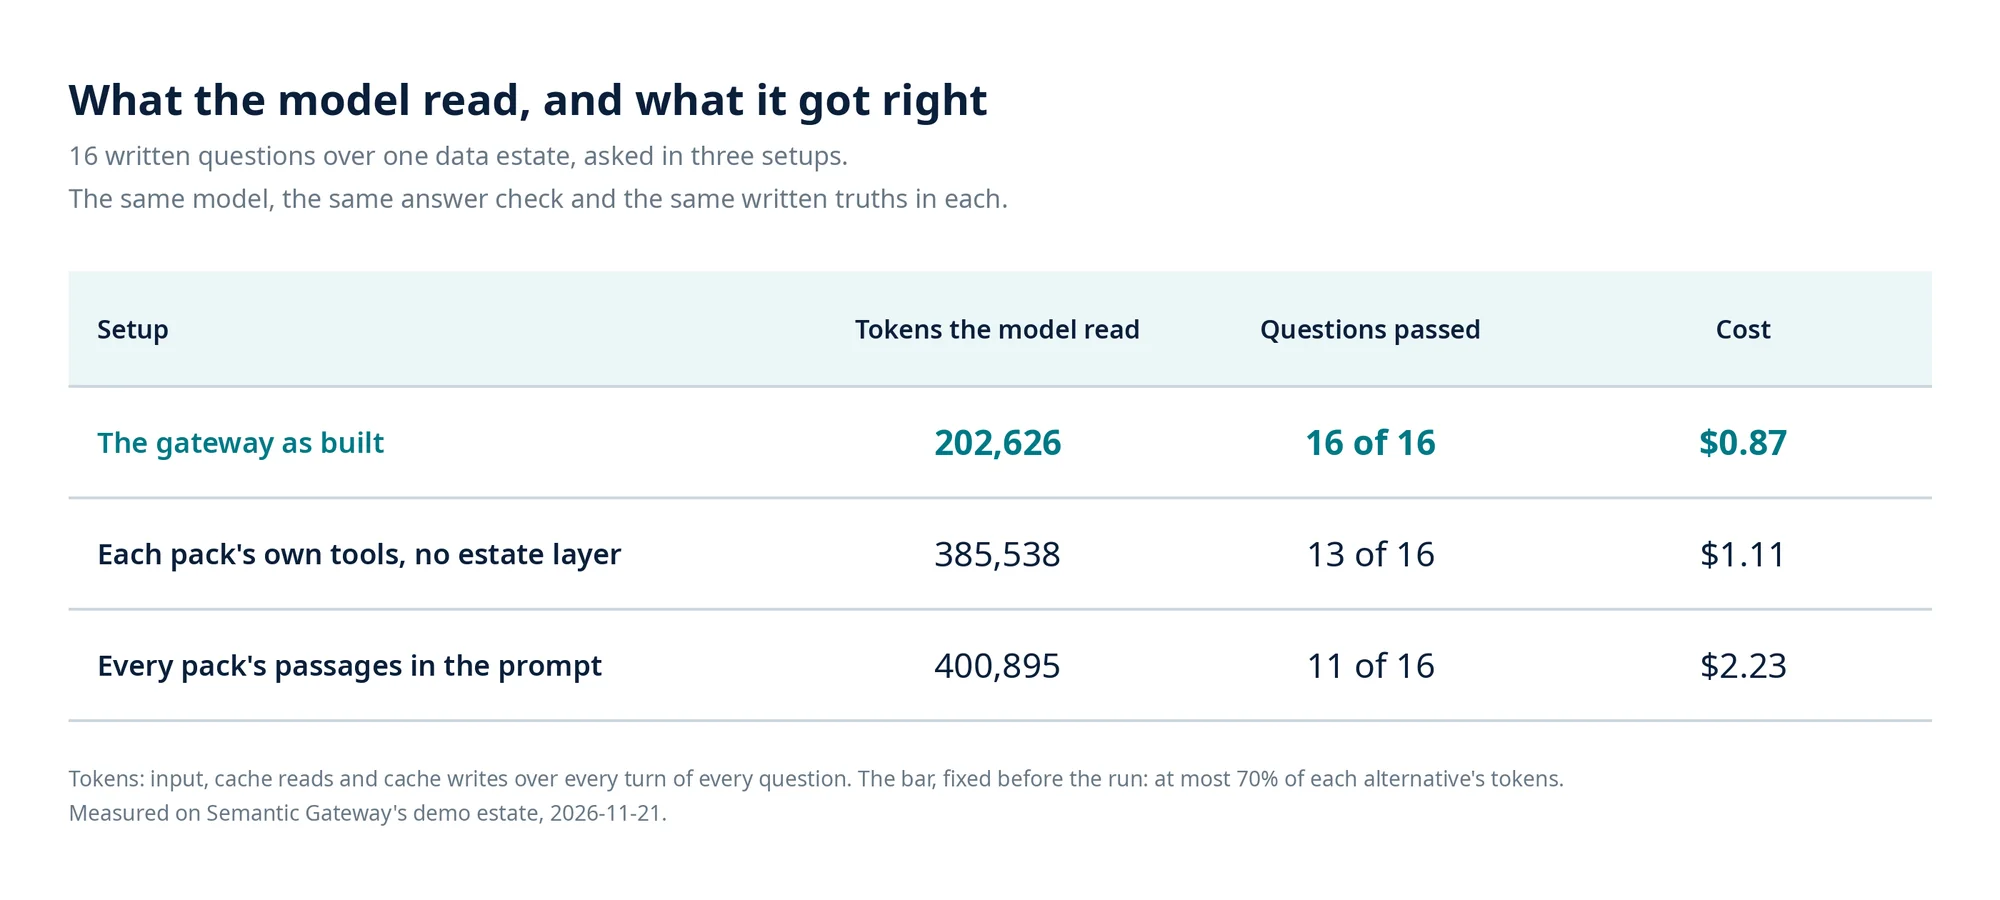 What the model read, and what it got right
16 written questions over one data estate, asked in three setups.
The same model, the same answer check and the same written truths in each.
Setup Tokens the model read Questions passed Cost
The gateway as built 202,626 16 of 16 $0.87
Each pack's own tools, no estate layer 385,538 13 of 16 $1.11
Every pack's passages in the prompt 400,895 11 of 16 $2.23
Tokens: input, cache reads and cache writes over every turn of every question. The bar, fixed before the run: at most 70% of each alternative's tokens.
Measured on Semantic Gateway's demo estate, 2026-11-21.